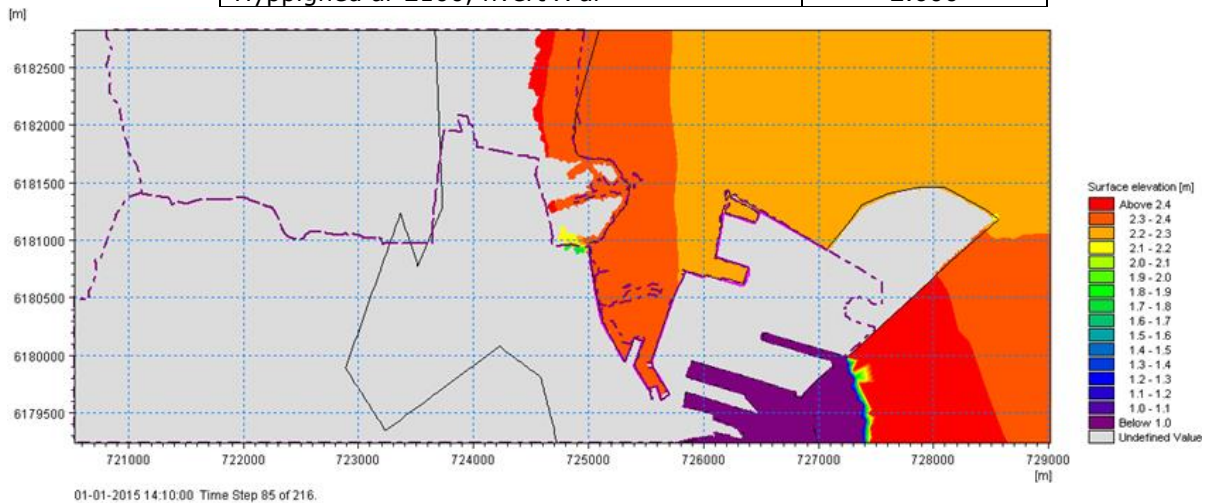 [m]
6182500
6182000
6181500
6181000
6180500
6180000
6179500
721000 722000 723000 724000 725000 726000 727000 728000 729000
[m]
Surface elevation [m]
Above 2.4
2.3 - 2.4
2.2 - 2.3
2.1 - 2.2
2.0 - 2.1
1.9 - 2.0
1.8 - 1.9
1.7 - 1.8
1.6 - 1.7
1.5 - 1.6
1.4 - 1.5
1.3 - 1.4
1.2 - 1.3
1.1 - 1.2
1.0 - 1.1
Below 1.0
Undefined Value
01-01-2015 14:10:00 Time Step 85 of 216.